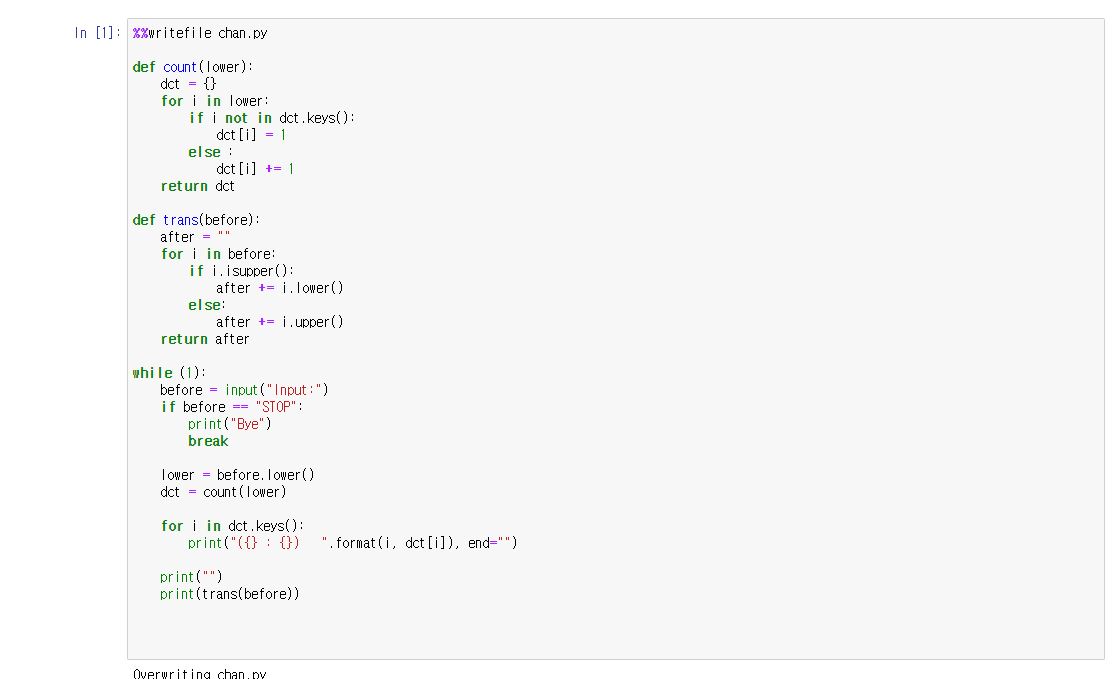 In [1]: %%writefile chan.py
def count(lower):
    dct = {}
    for i in lower:
        if i not in dct.keys():
            dct[i] = 1
        else :
            dct[i] += 1
    return dct
def trans(before):
    after = ""
    for i in before:
        if i.isupper():
            after += i.lower()
        else:
            after += i.upper()
    return after
while (1):
    before = input("Input:")
    if before == "STOP":
        print("Bye")
        break
    lower = before.lower()
    dct = count(lower)
    for i in dct.keys():
        print("({} : {})   ".format(i, dct[i]), end="")
    print("")
    print(trans(before))
Overwriting chan.py